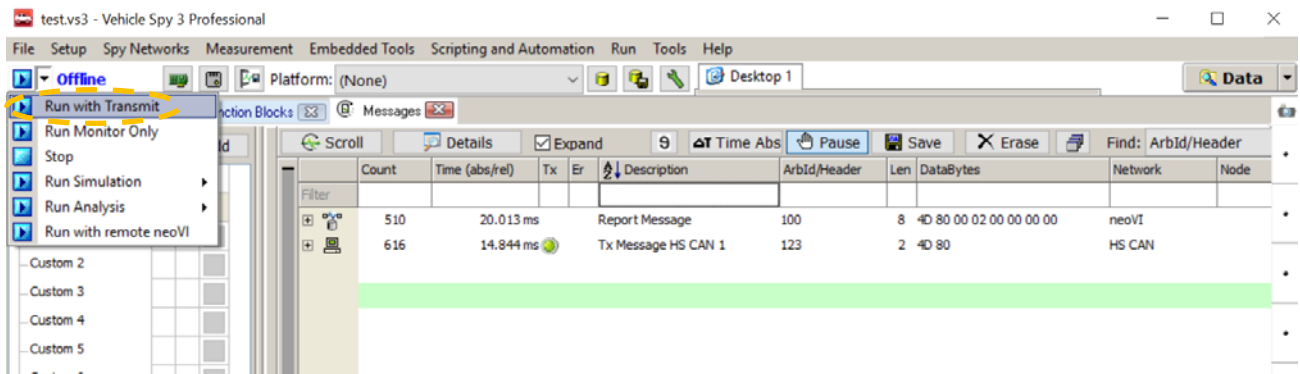 test.vs3 - Vehicle Spy 3 Professional
File Setup Spy Networks Measurement Embedded Tools Scripting and Automation Run Tools Help
Offline Platform: (None) Desktop 1 Data
Run with Transmit
Run Monitor Only
Stop
Run Simulation
Run Analysis
Run with remote neoVI
nction Blocks Messages
Scroll Details Expand 9 ΔT Time Abs Pause Save Erase Find: ArbId/Header
Count Time (abs/rel) Tx Er Description ArbId/Header Len DataBytes Network Node
Filter
510 20.013 ms Report Message 100 8 4D 80 00 02 00 00 00 00 neoVI
616 14.844 ms Tx Message HS CAN 1 123 2 4D 80 HS CAN
Custom 2
Custom 3
Custom 4
Custom 5